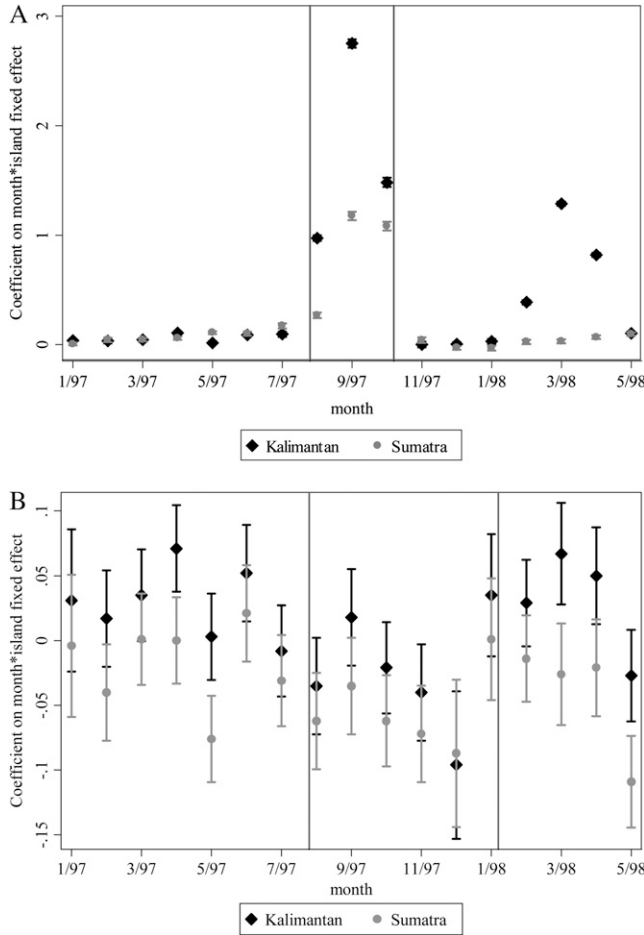 A
Coefficient on month*island fixed effect
3
2
1
0
1/97 3/97 5/97 7/97 9/97 11/97 1/98 3/98 5/98
month
Kalimantan Sumatra
B
Coefficient on month*island fixed effect
.1
.05
0
-.05
-.1
-.15
1/97 3/97 5/97 7/97 9/97 11/97 1/98 3/98 5/98
month
Kalimantan Sumatra